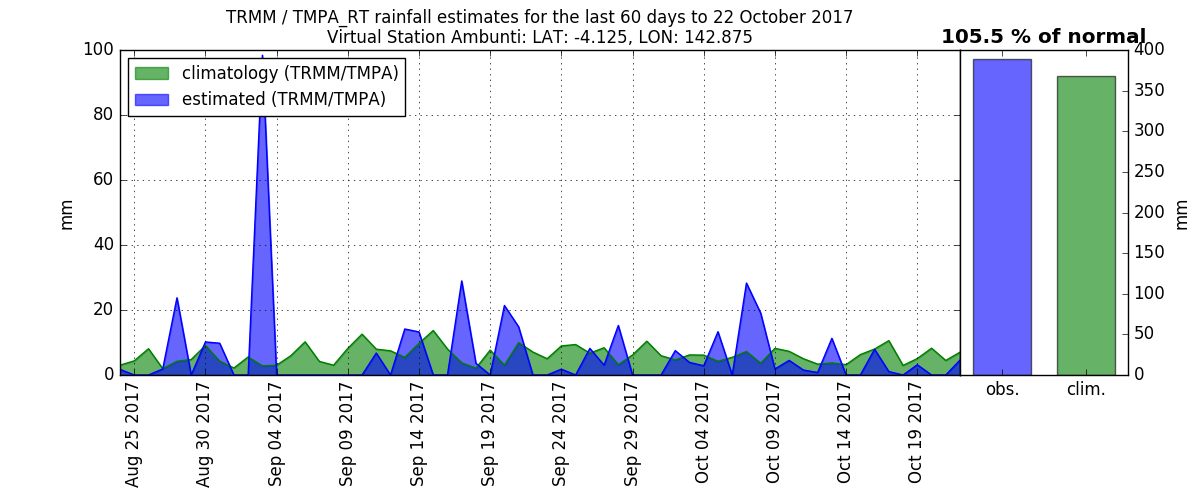 TRMM / TMPA_RT rainfall estimates for the last 60 days to 22 October 2017
Virtual Station Ambunti: LAT: -4.125, LON: 142.875
105.5 % of normal
climatology (TRMM/TMPA)
estimated (TRMM/TMPA)
mm
100
80
60
40
20
0
Aug 25 2017
Aug 30 2017
Sep 04 2017
Sep 09 2017
Sep 14 2017
Sep 19 2017
Sep 24 2017
Sep 29 2017
Oct 04 2017
Oct 09 2017
Oct 14 2017
Oct 19 2017
obs.
clim.
400
350
300
250
200
150
100
50
0
mm